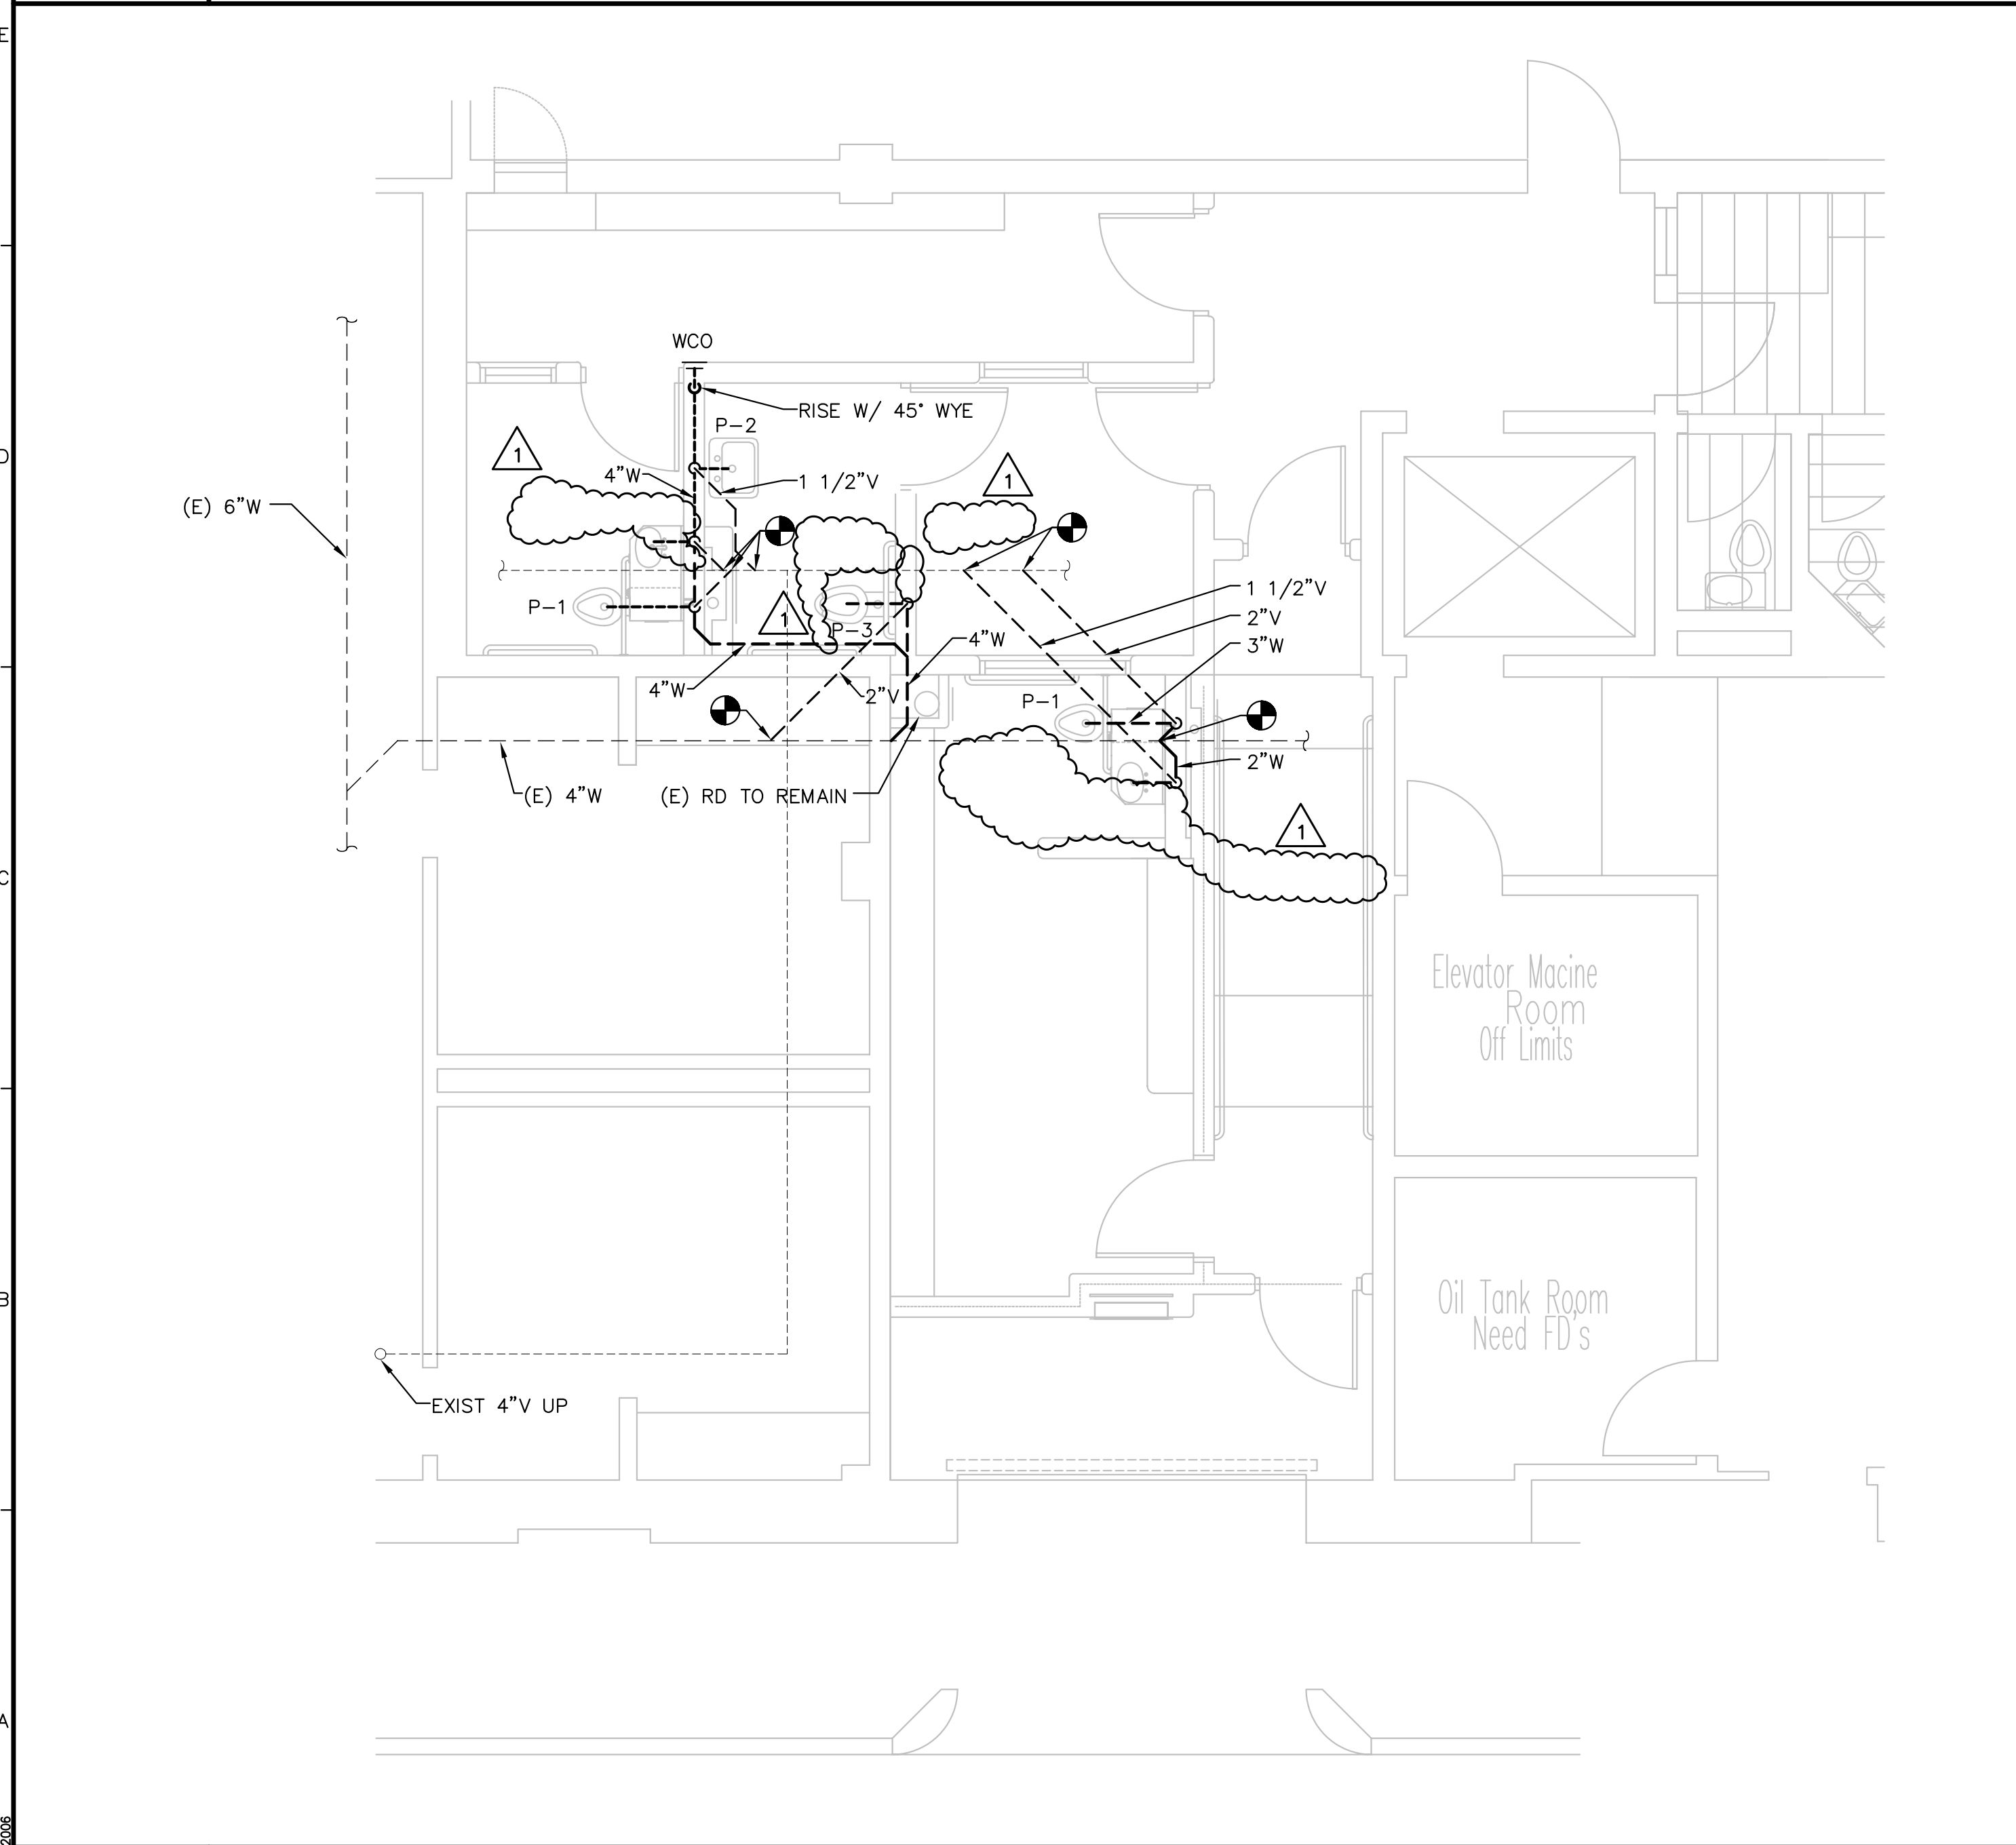 E
WCO
RISE W/ 45° WYE
P-2
1
4"W
1 1/2"V
1
D
(E) 6"W
1 1/2"V
P-1
1
P-3
2"V
4"W
3"W
4"W
2"V
P-1
2"W
(E) 4"W
(E) RD TO REMAIN
1
C
Elevator Macine
Room
Off Limits
B
Oil Tank Room
Need FD's
EXIST 4"V UP
A
2006